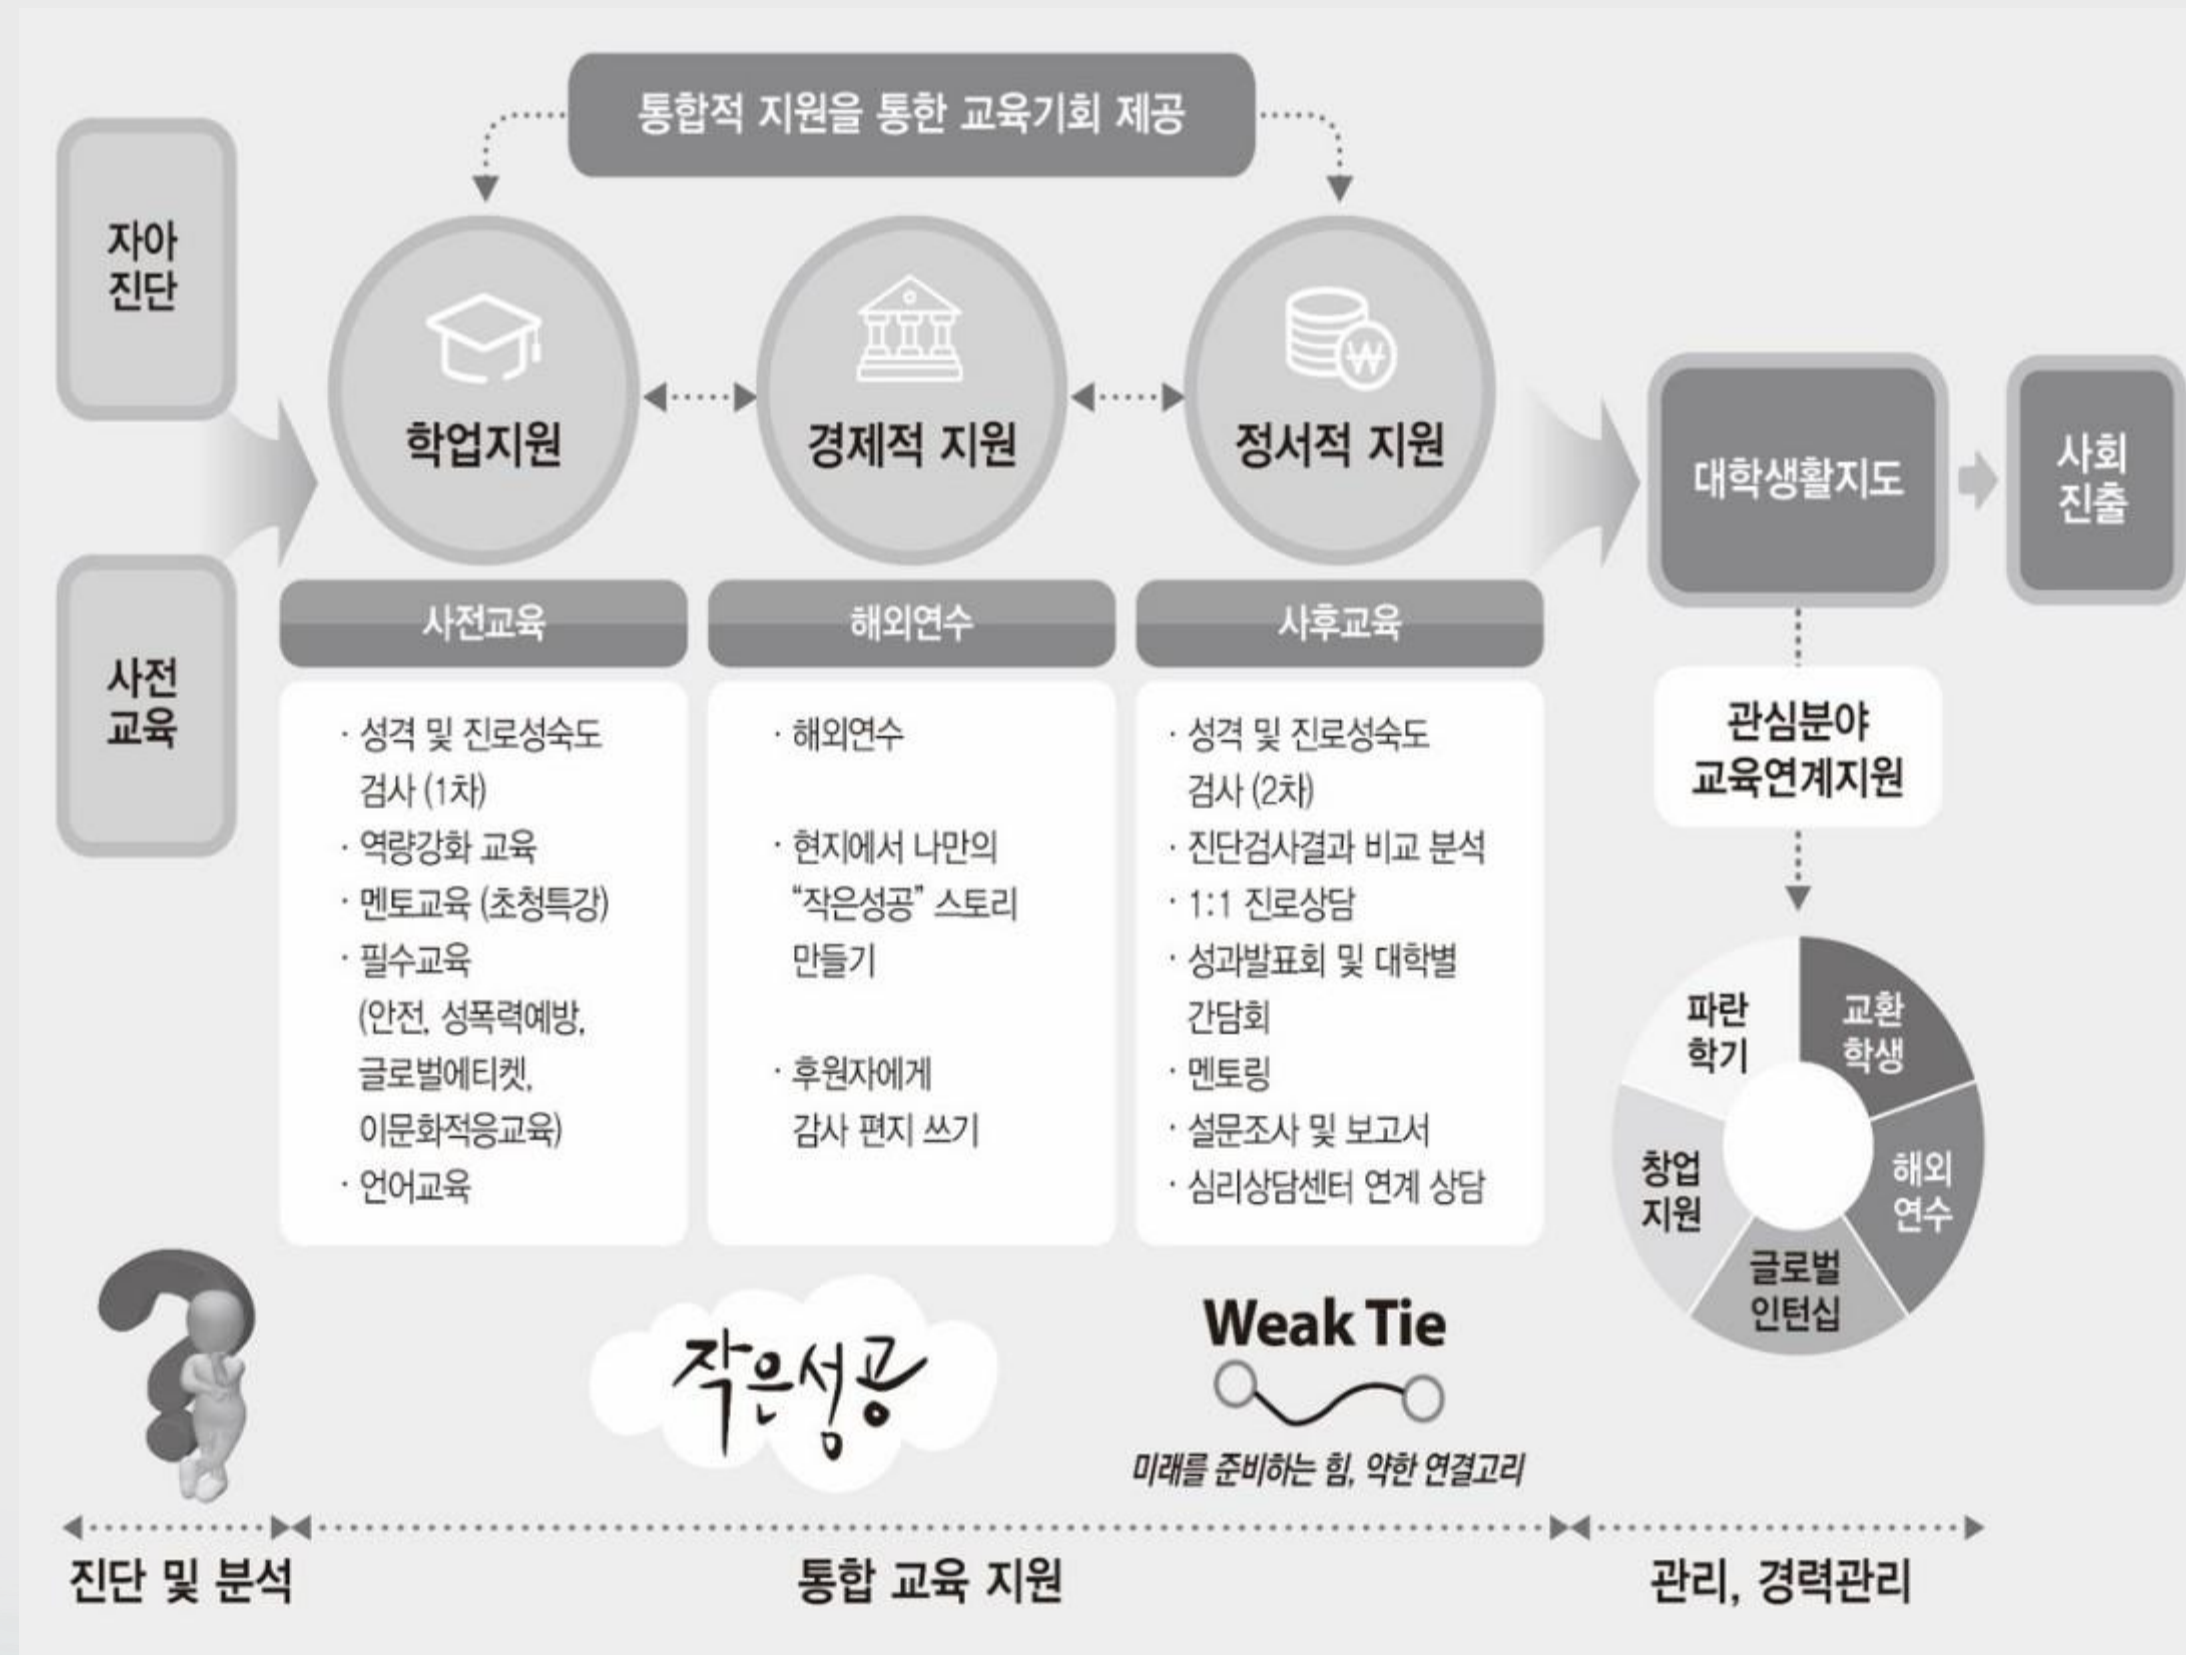 통합적 지원을 통한 교육기회 제공
자아
진단
사전
교육
학업지원
경제적 지원
₩
정서적 지원
대학생활지도
사회
진출
사전교육
· 성격 및 진로성숙도
검사 (1차)
· 역량강화 교육
· 멘토교육 (초청특강)
· 필수교육
(안전, 성폭력예방,
글로벌에티켓,
이문화적응교육)
· 언어교육
해외연수
· 해외연수
· 현지에서 나만의
“작은성공” 스토리
만들기
· 후원자에게
감사 편지 쓰기
사후교육
· 성격 및 진로성숙도
검사 (2차)
· 진단검사결과 비교 분석
· 1:1 진로상담
· 성과발표회 및 대학별
간담회
· 멘토링
· 설문조사 및 보고서
· 심리상담센터 연계 상담
관심분야
교육연계지원
파란
학기
교환
학생
창업
지원
해외
연수
글로벌
인턴십
?
작은성공
Weak Tie
미래를 준비하는 힘, 약한 연결고리
진단 및 분석
통합 교육 지원
관리, 경력관리